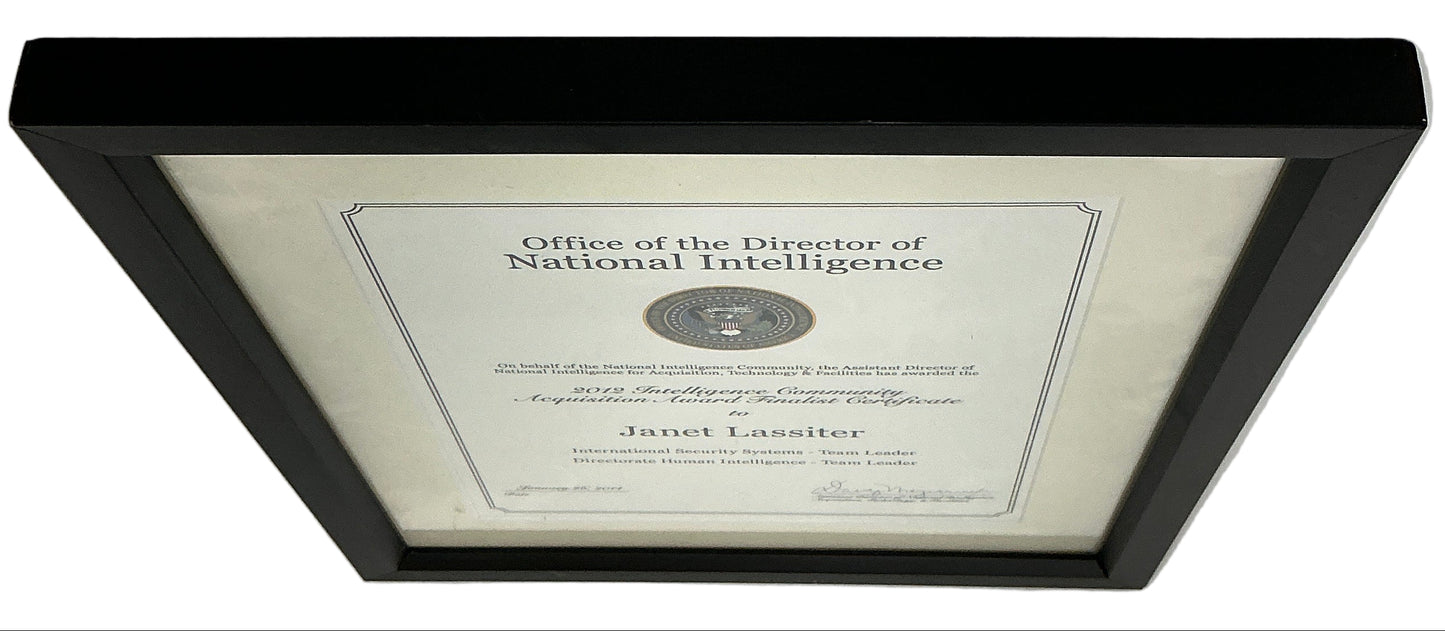 Office of the Director of
National Intelligence
On behalf of the National Intelligence Community, the Assistant Director of
National Intelligence for Acquisition, Technology & Facilities has awarded the
2012 Intelligence Community
Acquisition Award Finalist Certificate
to
Janet Lassiter
International Security Systems - Team Leader
Directorate Human Intelligence - Team Leader
Date